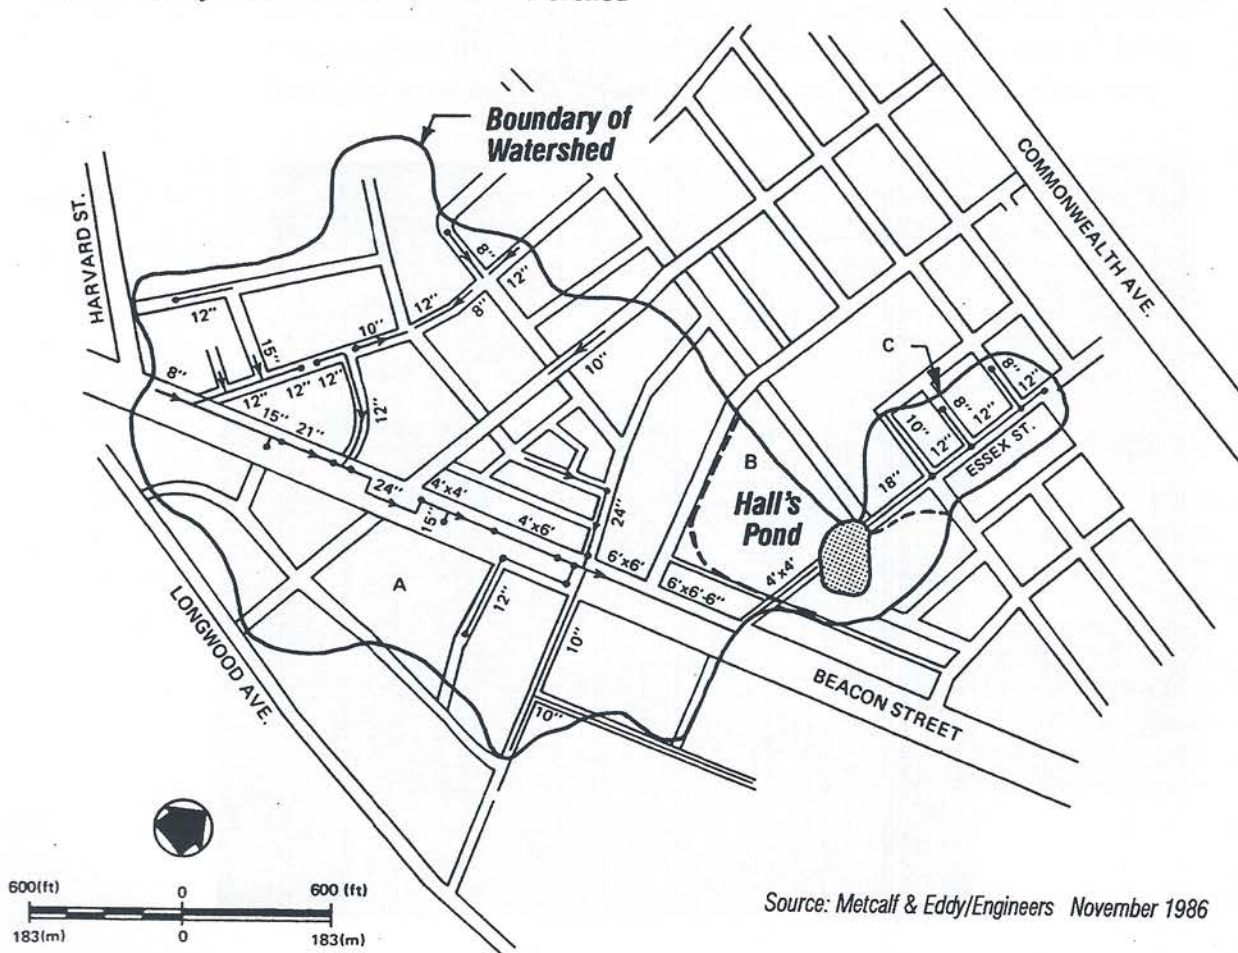 Boundary of
Watershed
HARVARD ST.
COMMONWEALTH AVE.
8"
12"
12"
8"
12"
15"
10"
10"
C
8"
12"
8"
12"
10"
12"
18"
ESSEX ST.
8"
12"
12"
12"
12"
15"
21"
24"
4'x4'
15"
4'x6'
24"
6'x6'
B
Hall's
Pond
4'x4'
6'x6'-6"
A
12"
10"
10"
LONGWOOD AVE.
BEACON STREET
600(ft) 0 600 (ft)
183(m) 0 183(m)
Source: Metcalf & Eddy/Engineers November 1986